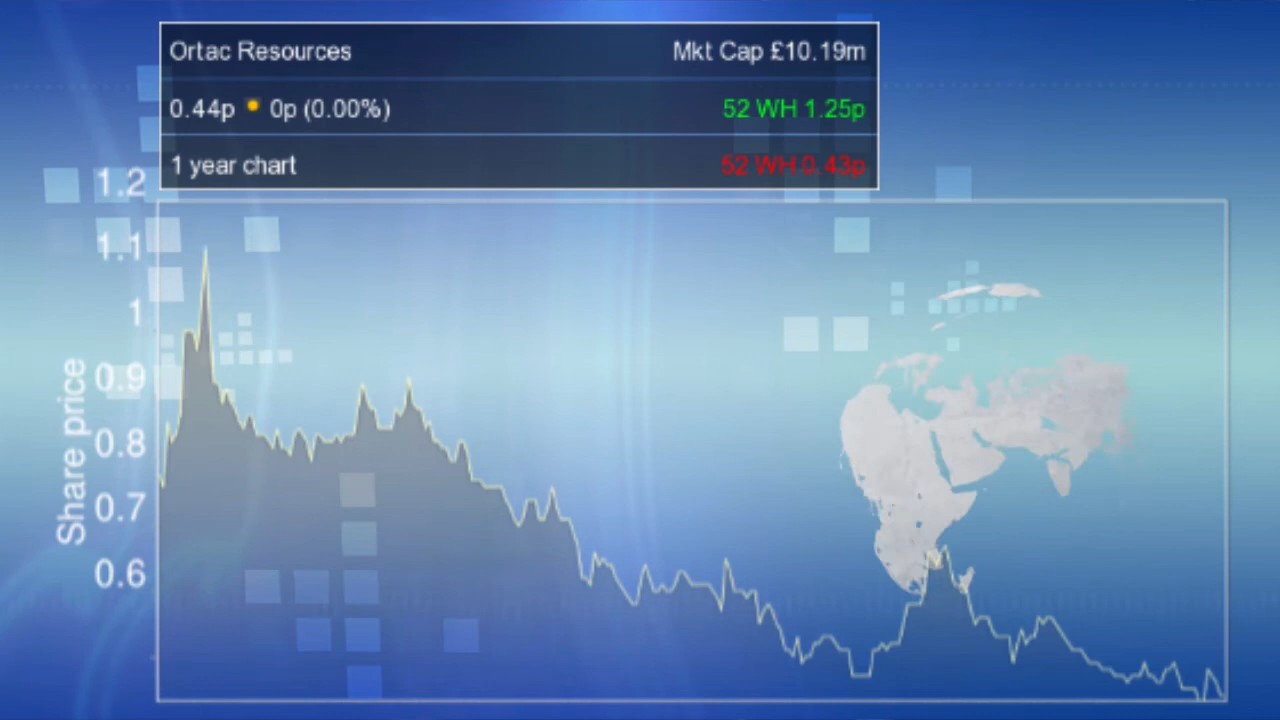 Ortac Resources Mkt Cap £10.19m
0.44p 0p (0.00%) 52 WH 1.25p
1 year chart 52 WH 0.43p
1.2
1.1
1
0.9
0.8
0.7
0.6
Share price